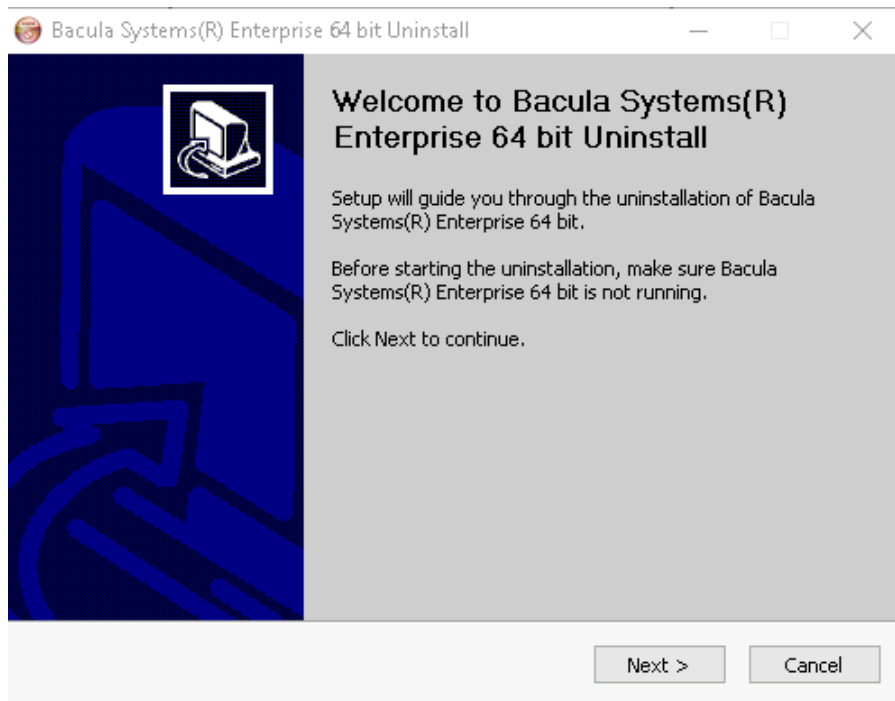 Bacula Systems(R) Enterprise 64 bit Uninstall
Welcome to Bacula Systems(R)
Enterprise 64 bit Uninstall
Setup will guide you through the uninstallation of Bacula
Systems(R) Enterprise 64 bit.
Before starting the uninstallation, make sure Bacula
Systems(R) Enterprise 64 bit is not running.
Click Next to continue.
Next >
Cancel